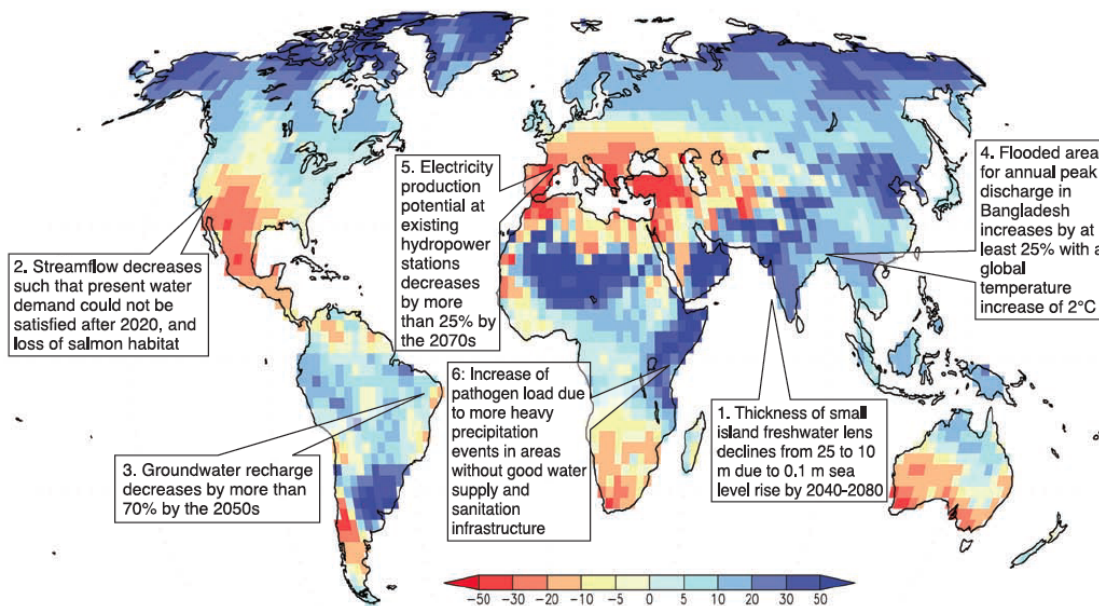 5. Electricity
production
potential at
existing
hydropower
stations
decreases
by more
than 25% by
the 2070s
4. Flooded area
for annual peak
discharge in
Bangladesh
increases by at
least 25% with a
global
temperature
increase of 2°C
2. Streamflow decreases
such that present water
demand could not be
satisfied after 2020, and
loss of salmon habitat
6: Increase of
pathogen load due
to more heavy
precipitation
events in areas
without good water
supply and
sanitation
infrastructure
1. Thickness of small
island freshwater lens
declines from 25 to 10
m due to 0.1 m sea
level rise by 2040-2080
3. Groundwater recharge
decreases by more than
70% by the 2050s
−50 −30 −20 −10 −5 0 5 10 20 30 50